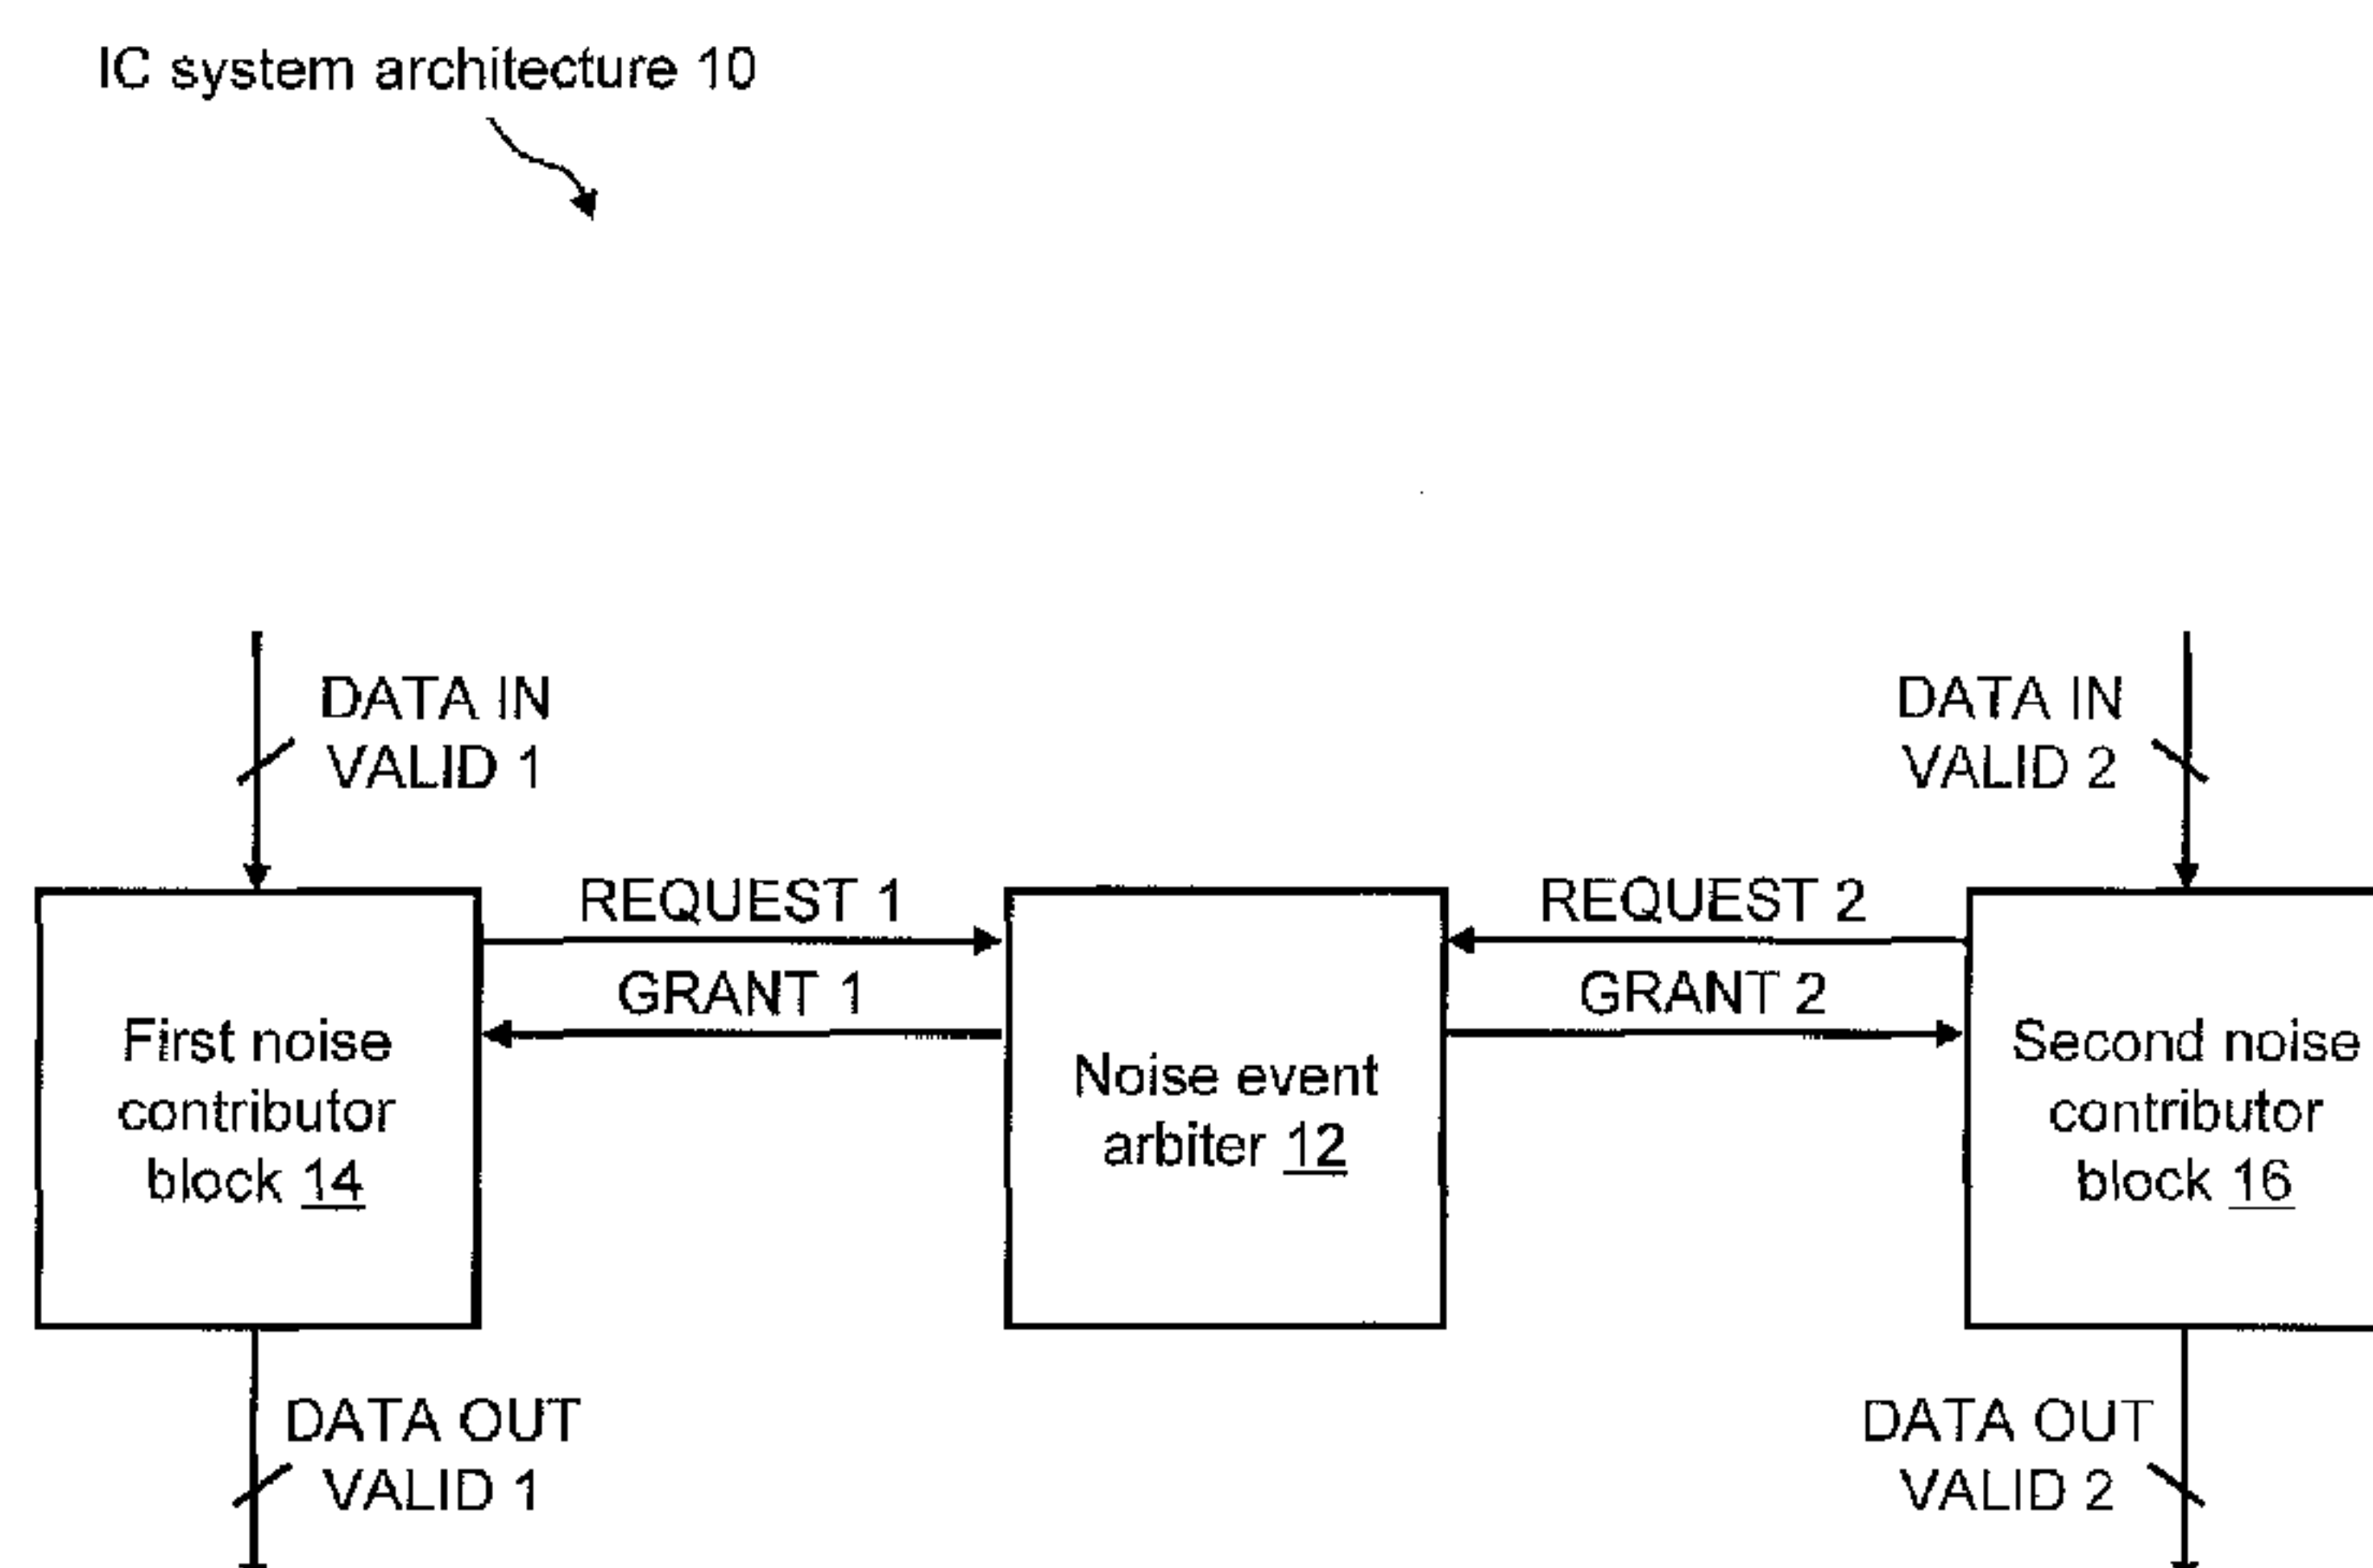 IC system architecture 10
DATA IN
VALID 1
DATA IN
VALID 2
REQUEST 1
GRANT 1
REQUEST 2
GRANT 2
First noise
contributor
block 14
Noise event
arbiter 12
Second noise
contributor
block 16
DATA OUT
VALID 1
DATA OUT
VALID 2